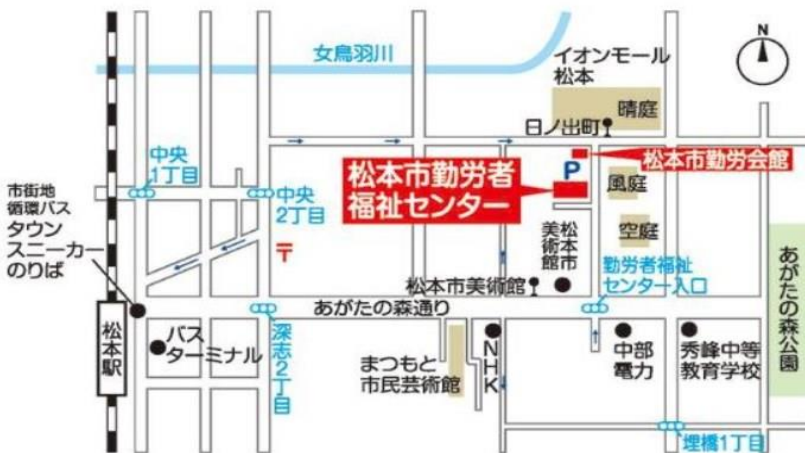 女鳥羽川
イオンモール
松本
晴庭
N
日ノ出町
中央
1丁目
市街地
循環バス
タウン
スニーカー
のりば
中央
2丁目
〒
松本市勤労者
福祉センター
P
松本市勤労会館
風庭
空庭
松本市
美術館
松本市美術館
勤労者福祉
センター入口
あがたの森公園
あがたの森通り
松本駅
バス
ターミナル
深志2丁目
まつもと
市民芸術館
NHK
中部
電力
秀峰中等
教育学校
埋橋1丁目